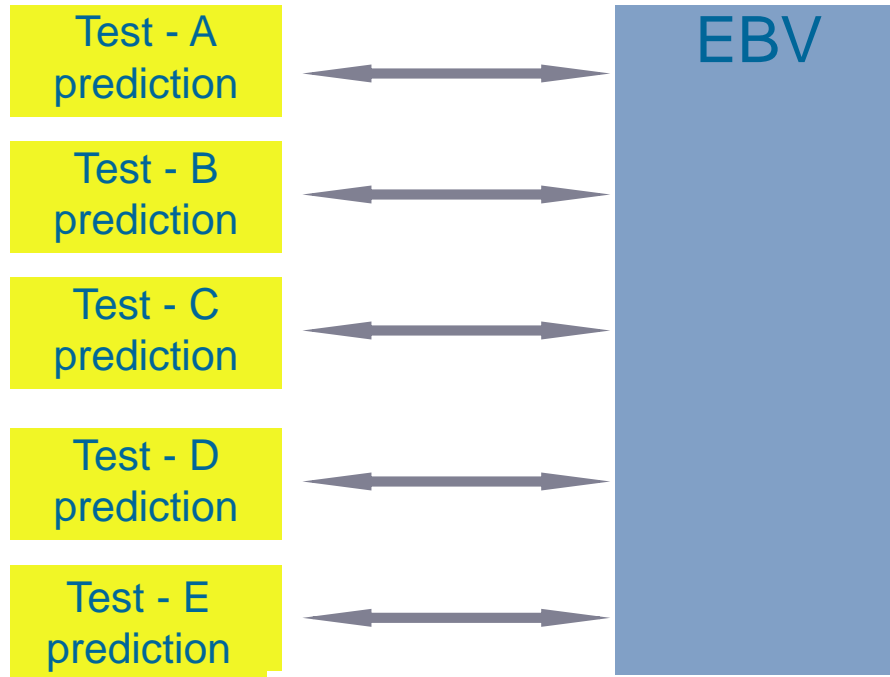 Test - A
prediction
EBV
Test - B
prediction
Test - C
prediction
Test - D
prediction
Test - E
prediction